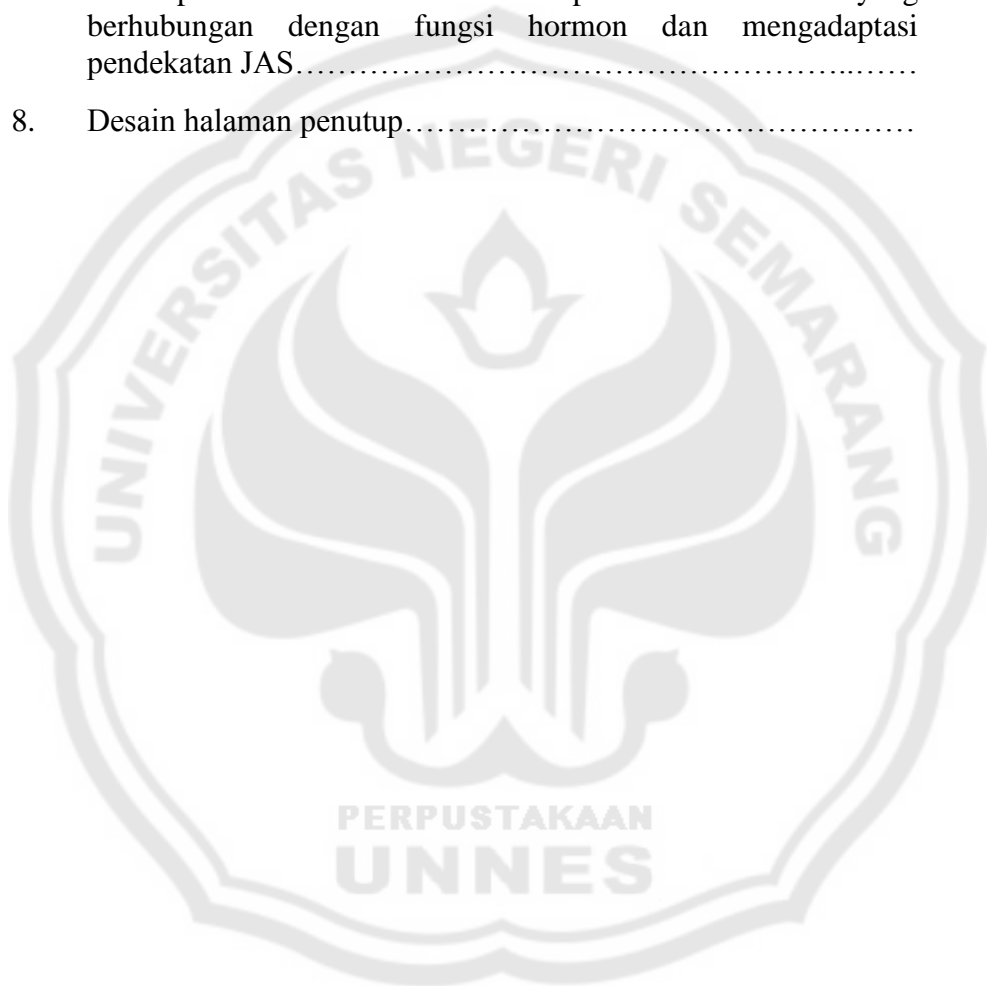 berhubungan dengan fungsi hormon dan mengadaptasi
pendekatan JAS……………………………………………..……
8. Desain halaman penutup…………………………………………
UNIVERSITAS NEGERI SEMARANG
PERPUSTAKAAN
UNNES